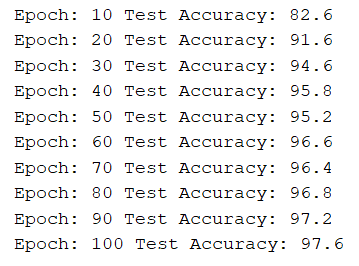 Epoch: 10 Test Accuracy: 82.6
Epoch: 20 Test Accuracy: 91.6
Epoch: 30 Test Accuracy: 94.6
Epoch: 40 Test Accuracy: 95.8
Epoch: 50 Test Accuracy: 95.2
Epoch: 60 Test Accuracy: 96.6
Epoch: 70 Test Accuracy: 96.4
Epoch: 80 Test Accuracy: 96.8
Epoch: 90 Test Accuracy: 97.2
Epoch: 100 Test Accuracy: 97.6